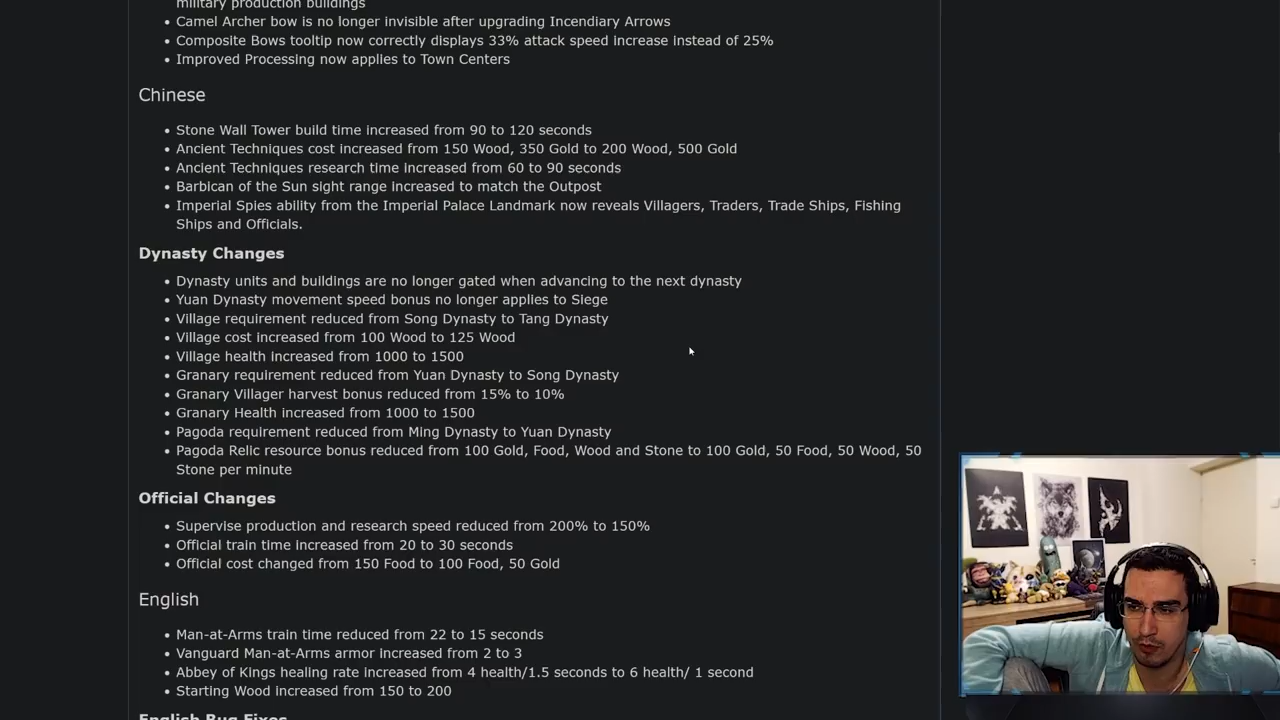 military production buildings
• Camel Archer bow is no longer invisible after upgrading Incendiary Arrows
• Composite Bows tooltip now correctly displays 33% attack speed increase instead of 25%
• Improved Processing now applies to Town Centers
Chinese
• Stone Wall Tower build time increased from 90 to 120 seconds
• Ancient Techniques cost increased from 150 Wood, 350 Gold to 200 Wood, 500 Gold
• Ancient Techniques research time increased from 60 to 90 seconds
• Barbican of the Sun sight range increased to match the Outpost
• Imperial Spies ability from the Imperial Palace Landmark now reveals Villagers, Traders, Trade Ships, Fishing
Ships and Officials.
Dynasty Changes
• Dynasty units and buildings are no longer gated when advancing to the next dynasty
• Yuan Dynasty movement speed bonus no longer applies to Siege
• Village requirement reduced from Song Dynasty to Tang Dynasty
• Village cost increased from 100 Wood to 125 Wood
• Village health increased from 1000 to 1500
• Granary requirement reduced from Yuan Dynasty to Song Dynasty
• Granary Villager harvest bonus reduced from 15% to 10%
• Granary Health increased from 1000 to 1500
• Pagoda requirement reduced from Ming Dynasty to Yuan Dynasty
• Pagoda Relic resource bonus reduced from 100 Gold, Food, Wood and Stone to 100 Gold, 50 Food, 50 Wood, 50
Stone per minute
Official Changes
• Supervise production and research speed reduced from 200% to 150%
• Official train time increased from 20 to 30 seconds
• Official cost changed from 150 Food to 100 Food, 50 Gold
English
• Man-at-Arms train time reduced from 22 to 15 seconds
• Vanguard Man-at-Arms armor increased from 2 to 3
• Abbey of Kings healing rate increased from 4 health/1.5 seconds to 6 health/ 1 second
• Starting Wood increased from 150 to 200
English Bug Fixes